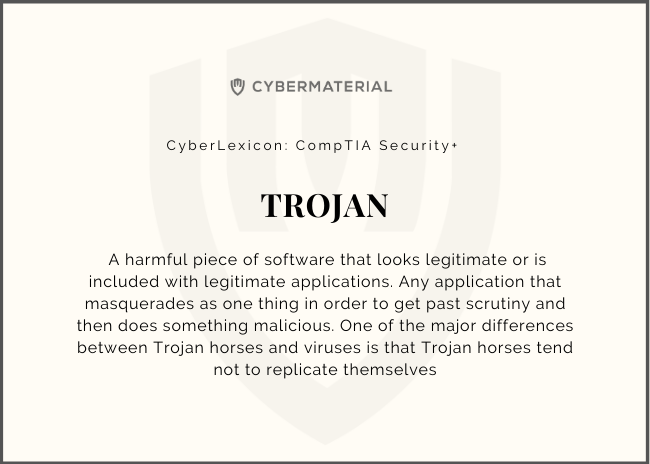 CYBERMATERIAL
CyberLexicon: CompTIA Security+
TROJAN
A harmful piece of software that looks legitimate or is
included with legitimate applications. Any application that
masquerades as one thing in order to get past scrutiny and
then does something malicious. One of the major differences
between Trojan horses and viruses is that Trojan horses tend
not to replicate themselves